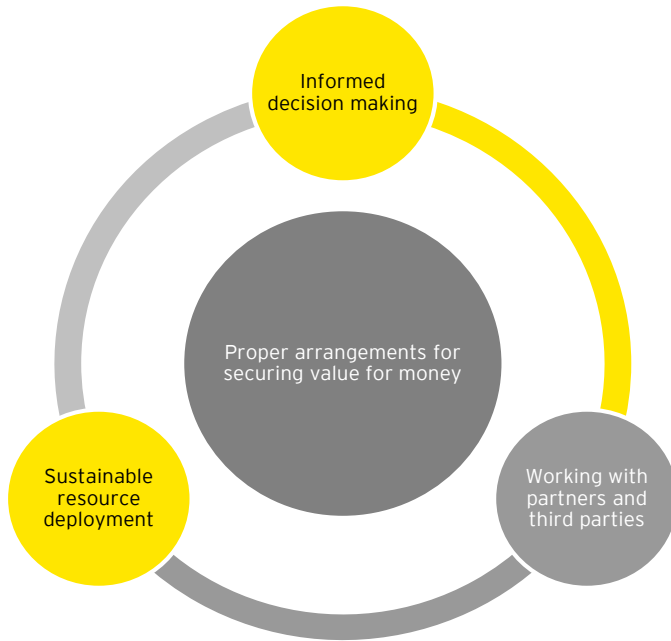 Informed
decision making
Proper arrangements for
securing value for money
Sustainable
resource
deployment
Working with
partners and
third parties